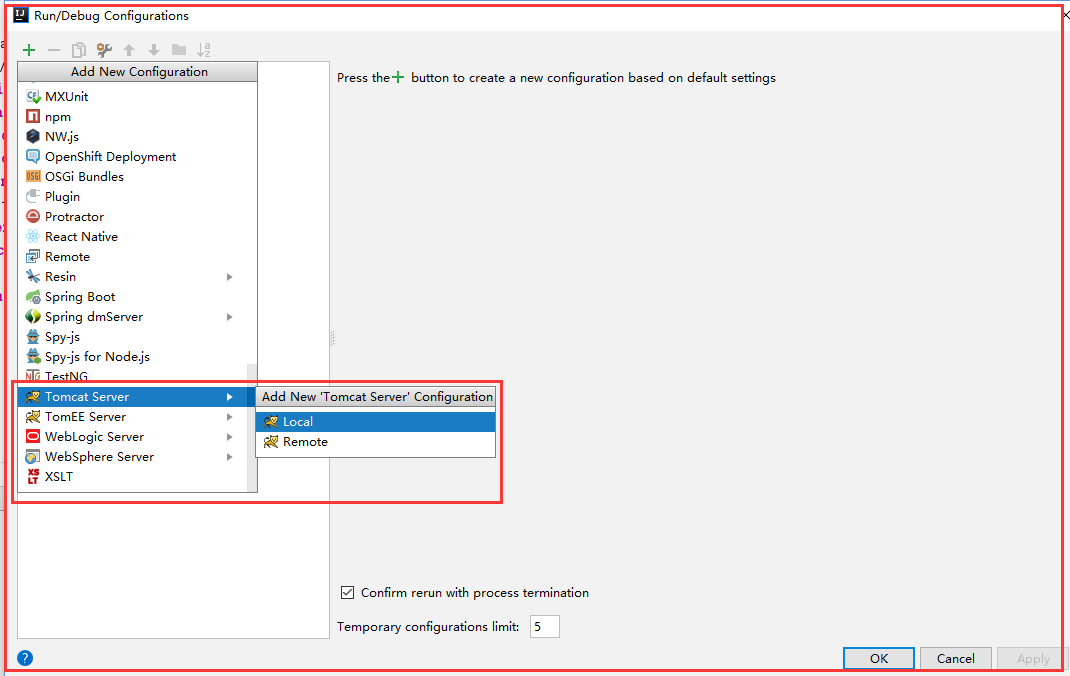 Run/Debug Configurations
Add New Configuration
Press the + button to create a new configuration based on default settings
MXUnit
npm
NW.js
OpenShift Deployment
OSGi Bundles
Plugin
Protractor
React Native
Remote
Resin
Spring Boot
Spring dmServer
Spy-js
Spy-js for Node.js
TestNG
Tomcat Server
Add New 'Tomcat Server' Configuration
TomEE Server
Local
WebLogic Server
Remote
WebSphere Server
XSLT
Confirm rerun with process termination
Temporary configurations limit: 5
OK Cancel Apply